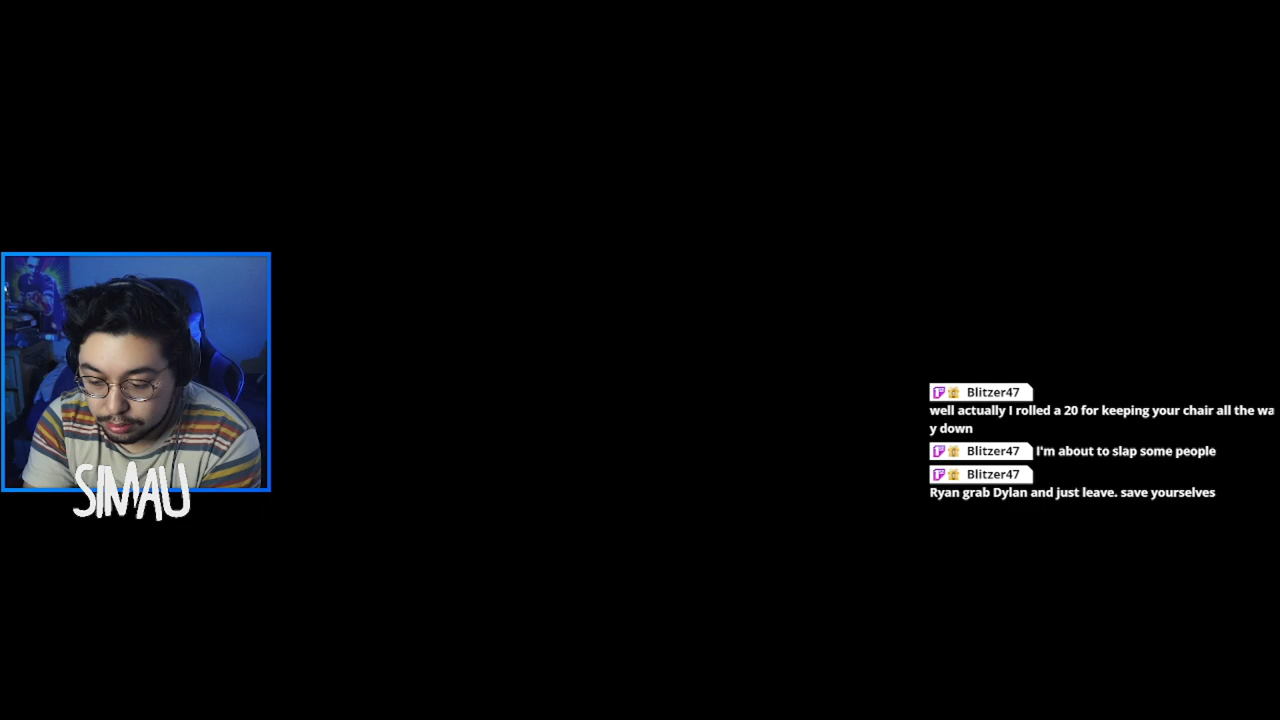 Blitzer47
well actually I rolled a 20 for keeping your chair all the wa
y down
Blitzer47 I'm about to slap some people
Blitzer47
Ryan grab Dylan and just leave. save yourselves
SIMAU